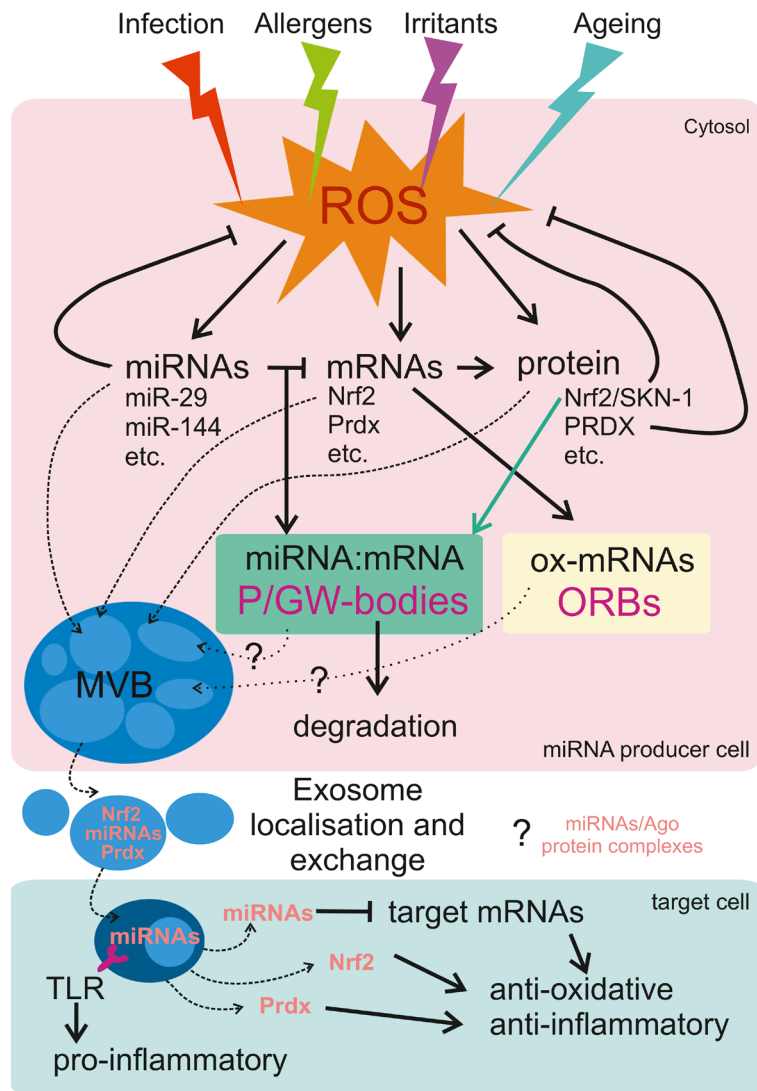 Infection Allergens Irritants Ageing
Cytosol
ROS
miRNAs
miR-29
miR-144
etc.
mRNAs
Nrf2
Prdx
etc.
protein
Nrf2/SKN-1
PRDX
etc.
miRNA:mRNA
P/GW-bodies
ox-mRNAs
ORBs
?
?
MVB
degradation
miRNA producer cell
Nrf2
miRNAs
Prdx
Exosome
localisation and
exchange
?
miRNAs/Ago
protein complexes
target cell
miRNAs
miRNAs
target mRNAs
Nrf2
Prdx
TLR
anti-oxidative
anti-inflammatory
pro-inflammatory